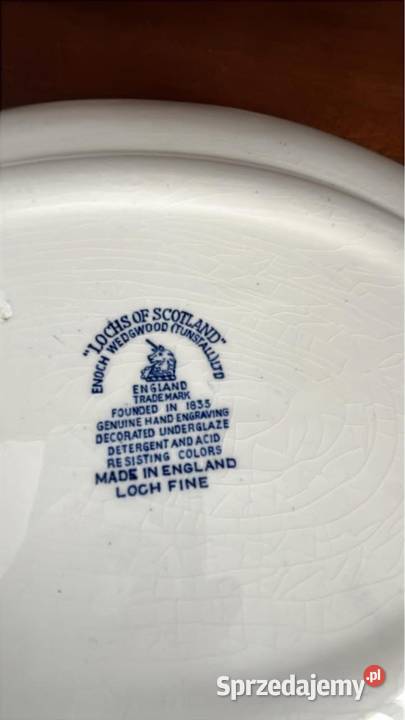 "LOCHS OF SCOTLAND"
ENOCH WEDGWOOD (TUNSTALL) LTD
ENGLAND
TRADEMARK
FOUNDED IN 1835
GENUINE HAND ENGRAVING
DECORATED UNDERGLAZE
DETERGENT AND ACID
RESISTING COLORS
MADE IN ENGLAND
LOCH FINE
Sprzedajemy.pl